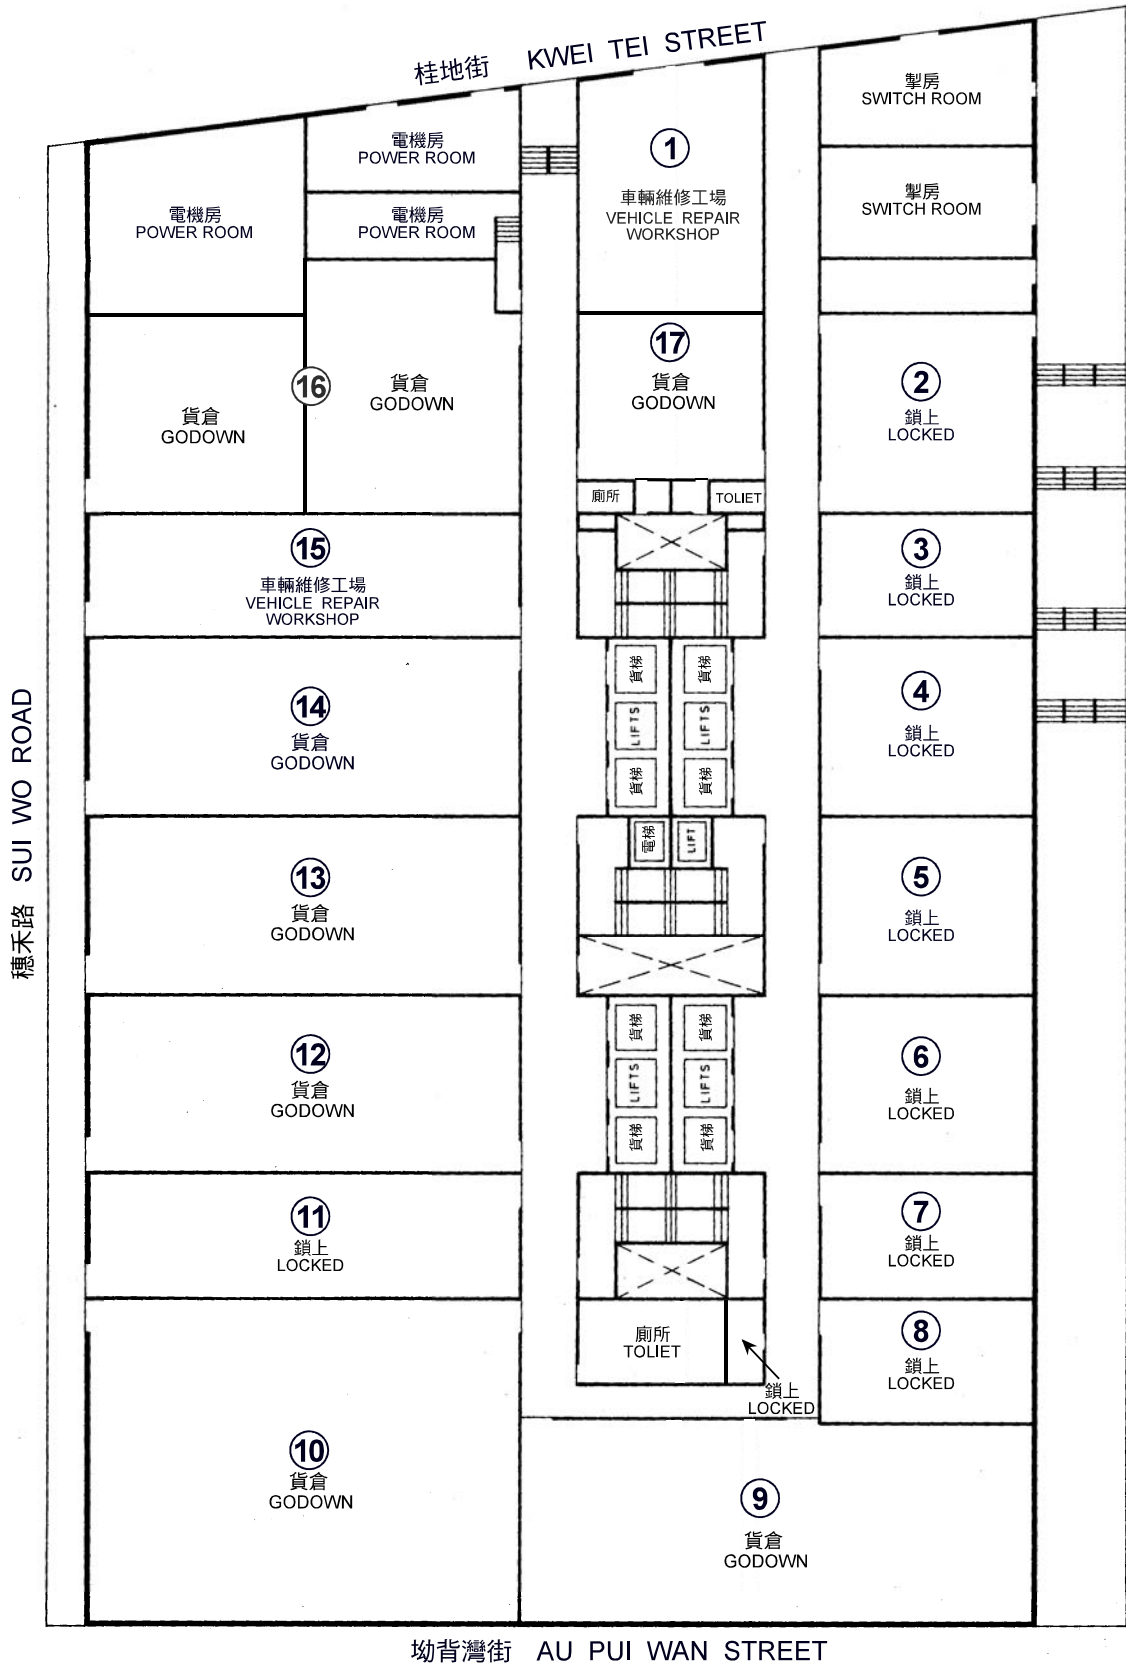 桂地街 KWEI TEI STREET
掣房
SWITCH ROOM
電機房
POWER ROOM
1
車輛維修工場
VEHICLE REPAIR
WORKSHOP
掣房
SWITCH ROOM
電機房
POWER ROOM
電機房
POWER ROOM
17
貨倉
GODOWN
2
鎖上
LOCKED
16
貨倉
GODOWN
貨倉
GODOWN
廁所
TOLIET
15
車輛維修工場
VEHICLE REPAIR
WORKSHOP
3
鎖上
LOCKED
貨梯
貨梯
LIFTS
LIFTS
貨梯
貨梯
14
貨倉
GODOWN
4
鎖上
LOCKED
穗禾路 SUI WO ROAD
電梯
LIFT
13
貨倉
GODOWN
5
鎖上
LOCKED
貨梯
貨梯
LIFTS
LIFTS
貨梯
貨梯
12
貨倉
GODOWN
6
鎖上
LOCKED
11
鎖上
LOCKED
7
鎖上
LOCKED
廁所
TOLIET
鎖上
LOCKED
8
鎖上
LOCKED
10
貨倉
GODOWN
9
貨倉
GODOWN
坳背灣街 AU PUI WAN STREET